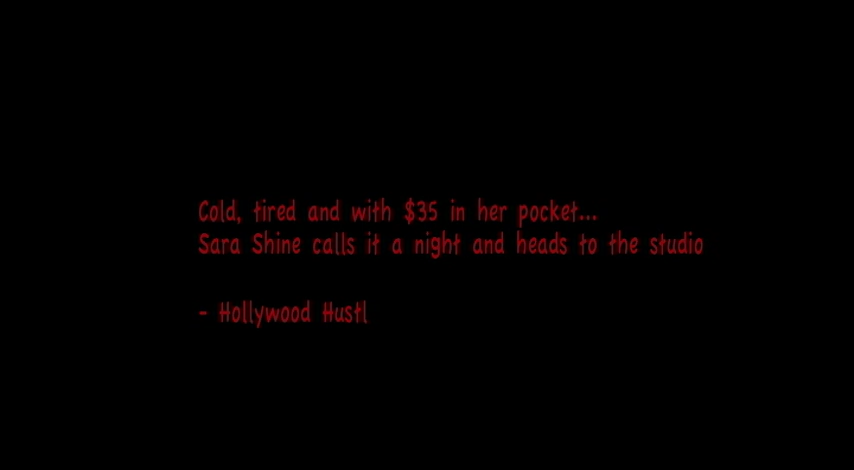 Cold, tired and with $35 in her pocket...
Sara Shine calls it a night and heads to the studio
- Hollywood Hustl